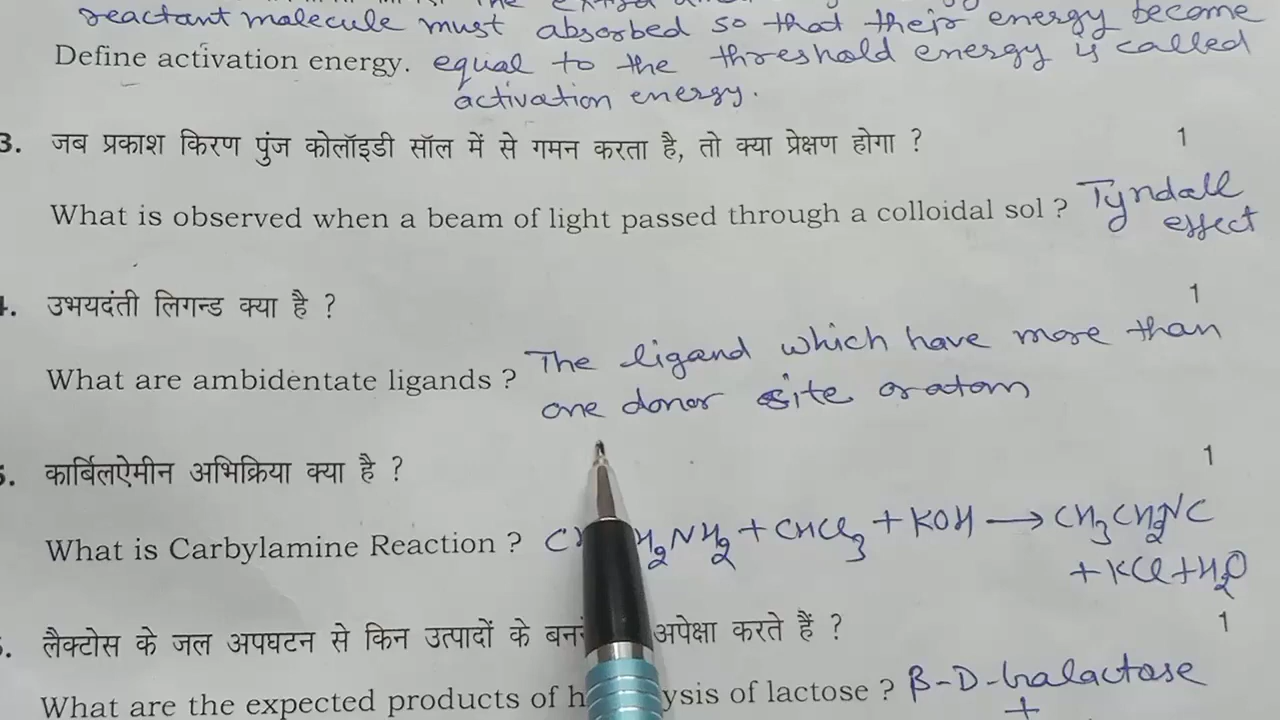 reactant molecule must absorbed so that their energy become
Define activation energy. equal to the threshold energy is called
activation energy.
3. जब प्रकाश किरण पुंज कोलॉइडी सॉल में से गमन करता है, तो क्या प्रेक्षण होगा ? 1
What is observed when a beam of light passed through a colloidal sol ? Tyndall
effect
4. उभयदंती लिगन्ड क्या है ? 1
The ligand which have more than
What are ambidentate ligands ?
one donor site or atom
5. कार्बिलऐमीन अभिक्रिया क्या है ? 1
What is Carbylamine Reaction ? H2NH2 + CHCl3 + KOH → CH3CH2NC
+ KCl + H2O
लैक्टोस के जल अपघटन से किन उत्पादों के अपेक्षा करते हैं ? 1
What are the expected products of lysis of lactose ? β-D-Galactose
+